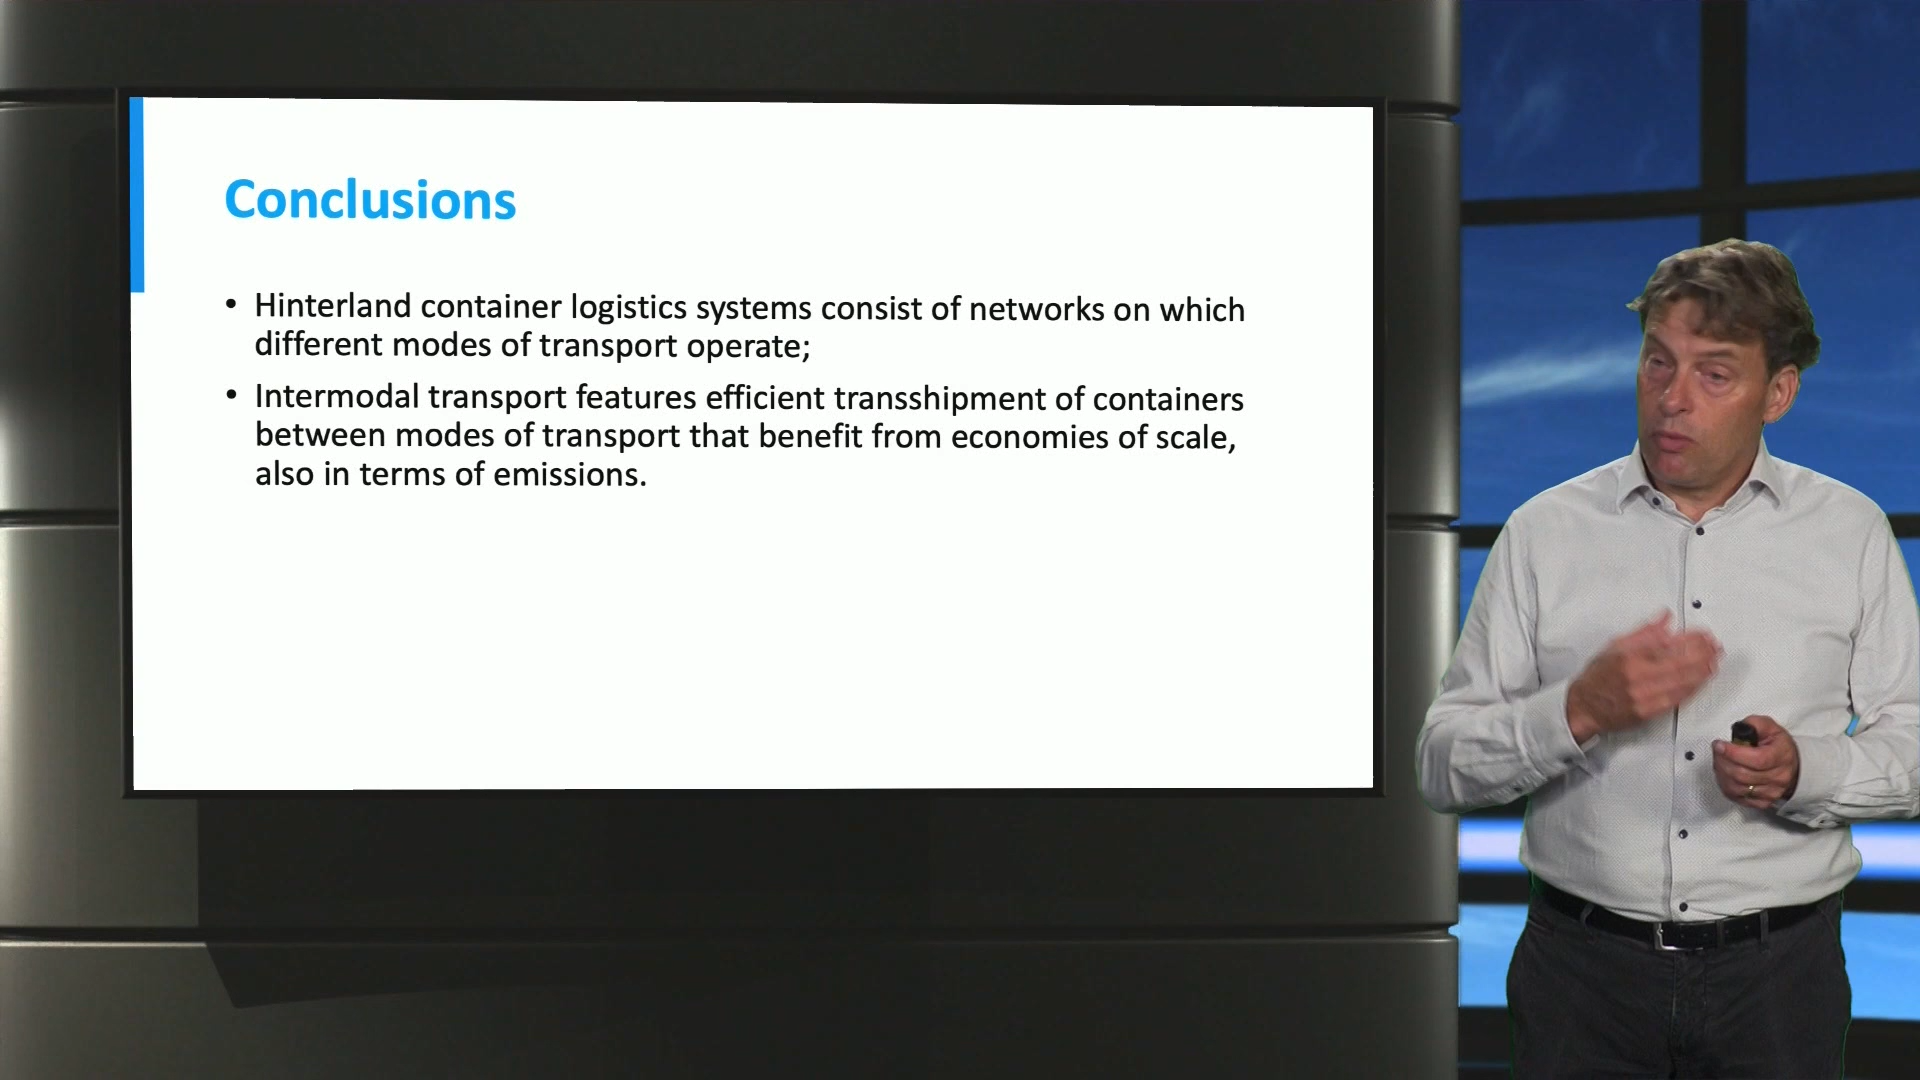 Conclusions
• Hinterland container logistics systems consist of networks on which
different modes of transport operate;
• Intermodal transport features efficient transshipment of containers
between modes of transport that benefit from economies of scale,
also in terms of emissions.